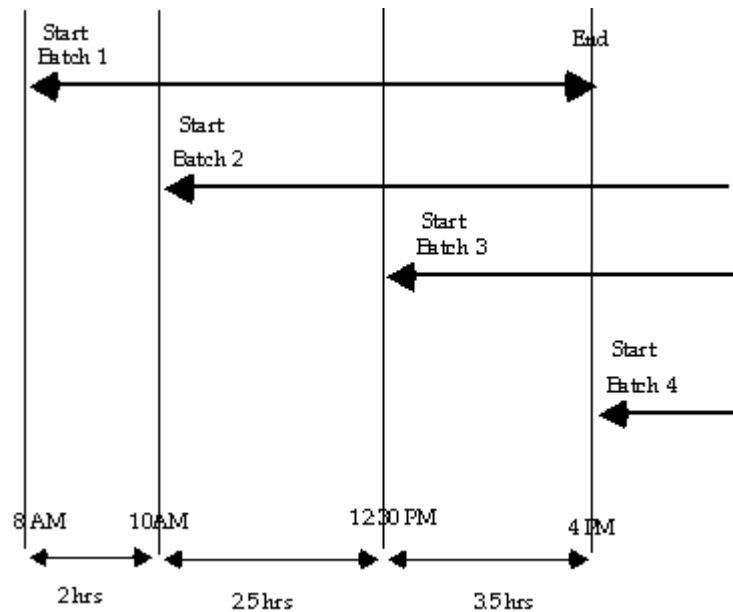 Start
Batch 1
End
Start
Batch 2
Start
Batch 3
Start
Batch 4
8 AM
10AM
12:30 PM
4 PM
2hrs
2.5hrs
3.5hrs